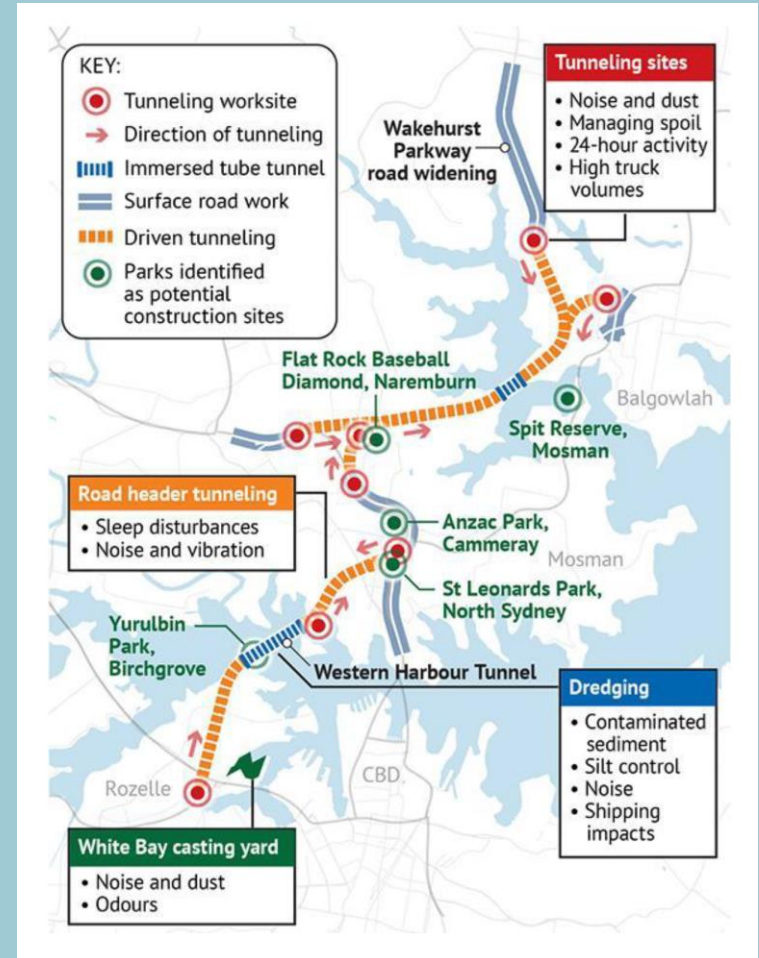 KEY:
Tunneling worksite
Direction of tunneling
Immersed tube tunnel
Surface road work
Driven tunneling
Parks identified
as potential
construction sites
Tunneling sites
• Noise and dust
• Managing spoil
• 24-hour activity
• High truck
volumes
Wakehurst
Parkway
road widening
Flat Rock Baseball
Diamond, Naremburn
Balgowlah
Spit Reserve,
Mosman
Road header tunneling
• Sleep disturbances
• Noise and vibration
Anzac Park,
Cammeray
Mosman
St Leonards Park,
North Sydney
Yurulbin
Park,
Birchgrove
Western Harbour Tunnel
Dredging
• Contaminated
sediment
• Silt control
• Noise
• Shipping
impacts
CBD
Rozelle
White Bay casting yard
• Noise and dust
• Odours